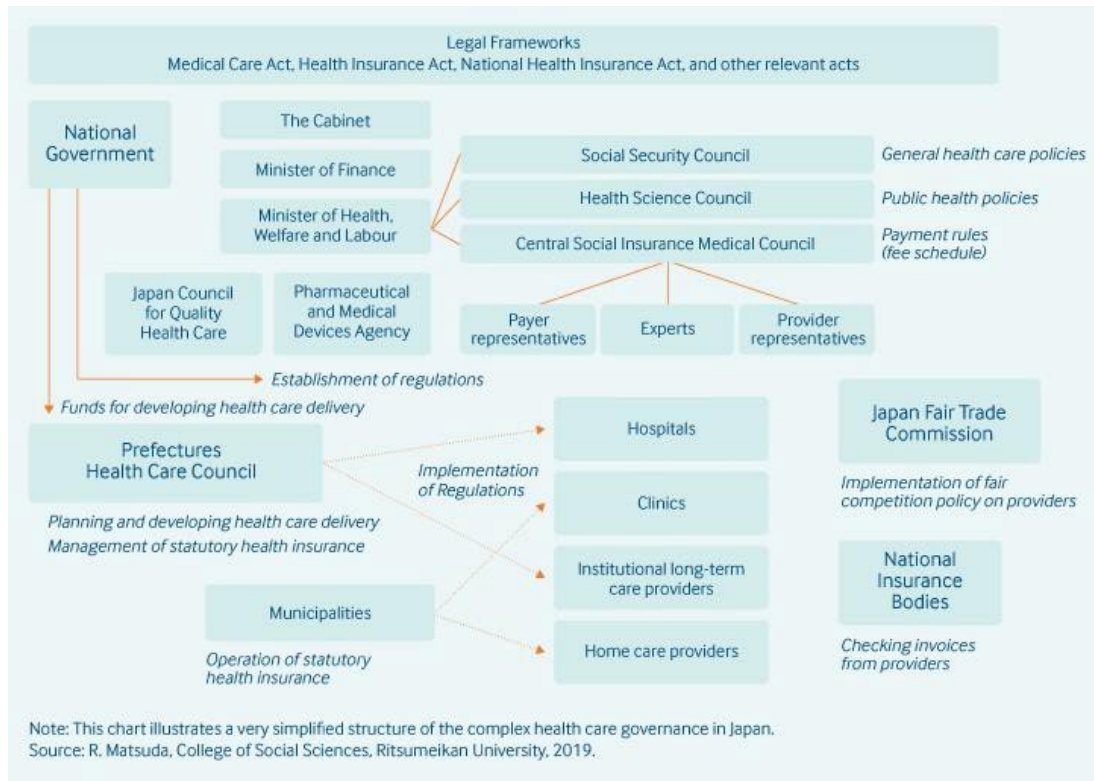 Legal Frameworks
Medical Care Act, Health Insurance Act, National Health Insurance Act, and other relevant acts
National
Government
The Cabinet
Minister of Finance
Minister of Health,
Welfare and Labour
Social Security Council
General health care policies
Health Science Council
Public health policies
Central Social Insurance Medical Council
Payment rules
(fee schedule)
Japan Council
for Quality
Health Care
Pharmaceutical
and Medical
Devices Agency
Payer
representatives
Experts
Provider
representatives
Establishment of regulations
Funds for developing health care delivery
Prefectures
Health Care Council
Planning and developing health care delivery
Management of statutory health insurance
Implementation
of Regulations
Municipalities
Operation of statutory
health insurance
Hospitals
Clinics
Institutional long-term
care providers
Home care providers
Japan Fair Trade
Commission
Implementation of fair
competition policy on providers
National
Insurance
Bodies
Checking invoices
from providers
Note: This chart illustrates a very simplified structure of the complex health care governance in Japan.
Source: R. Matsuda, College of Social Sciences, Ritsumeikan University, 2019.